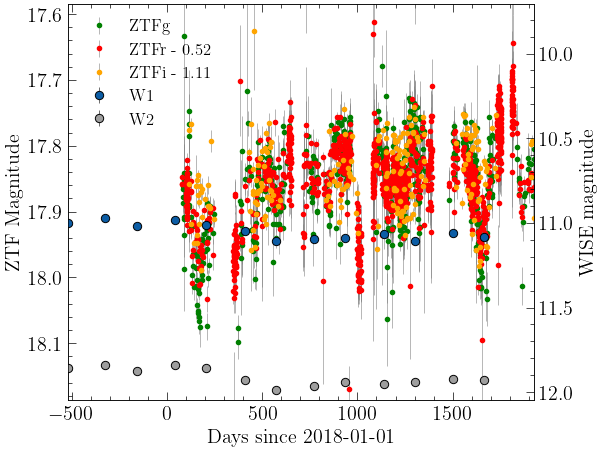 ZTFg
ZTFr - 0.52
ZTFi - 1.11
W1
W2
17.6
17.7
17.8
17.9
18.0
18.1
ZTF Magnitude
10.0
10.5
11.0
11.5
12.0
WISE magnitude
−500
0
500
1000
1500
Days since 2018-01-01